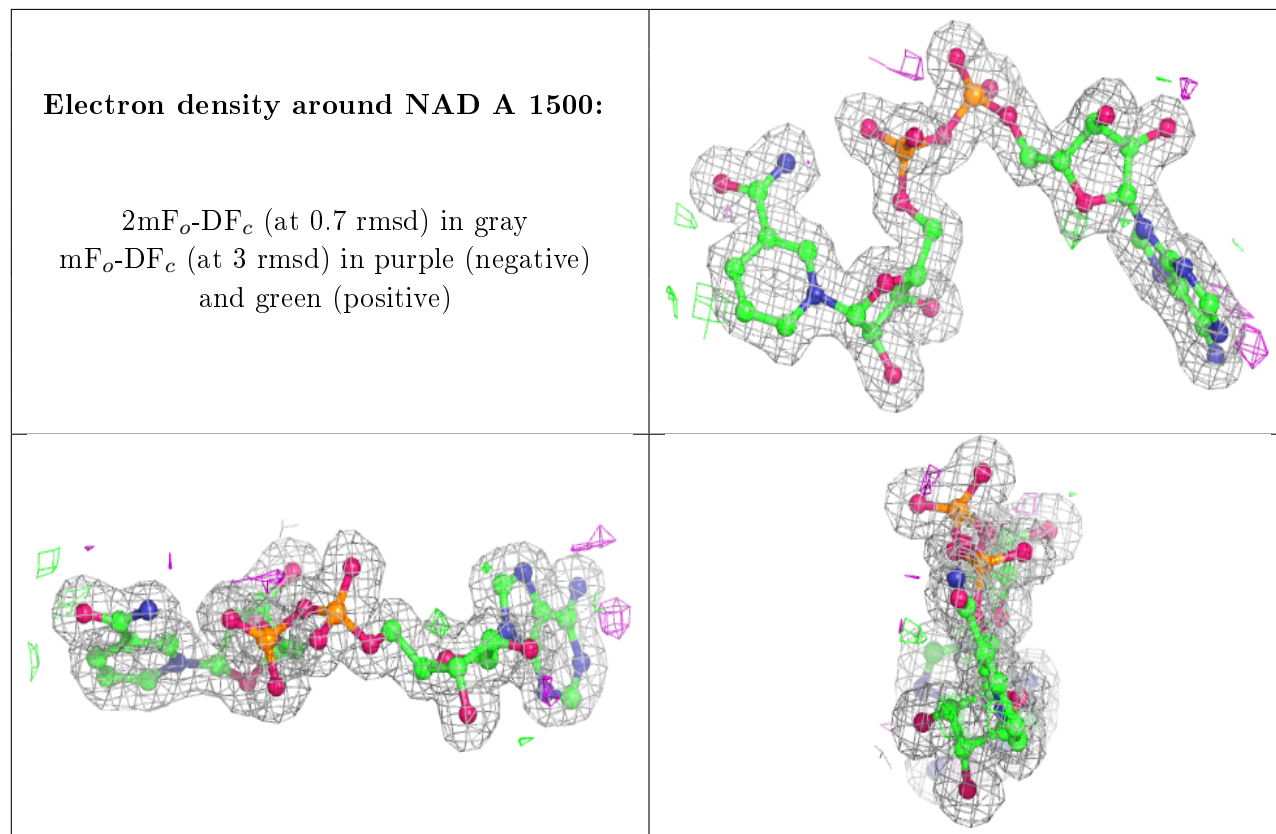 Electron density around NAD A 1500:
2mFo-DFc (at 0.7 rmsd) in gray
mFo-DFc (at 3 rmsd) in purple (negative)
and green (positive)